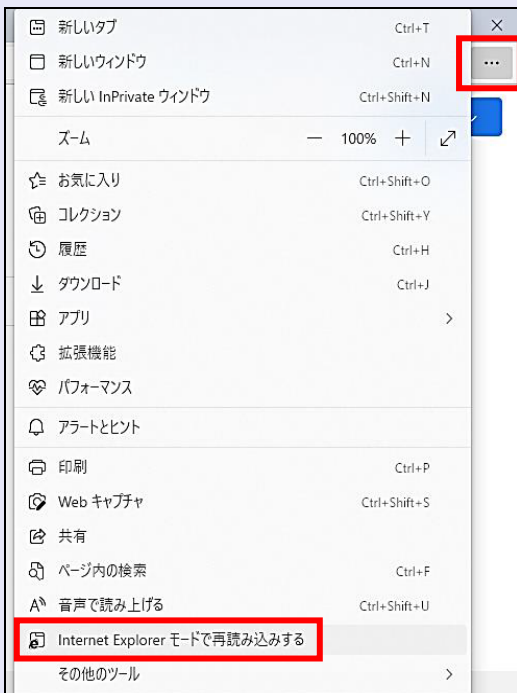 新しいタブ Ctrl+T
新しいウィンドウ Ctrl+N
新しい InPrivate ウィンドウ Ctrl+Shift+N
ズーム — 100% +
お気に入り Ctrl+Shift+O
コレクション Ctrl+Shift+Y
履歴 Ctrl+H
ダウンロード Ctrl+J
アプリ
拡張機能
パフォーマンス
アラートとヒント
印刷 Ctrl+P
Web キャプチャ Ctrl+Shift+S
共有
ページ内の検索 Ctrl+F
音声で読み上げる Ctrl+Shift+U
Internet Explorer モードで再読み込みする
その他のツール